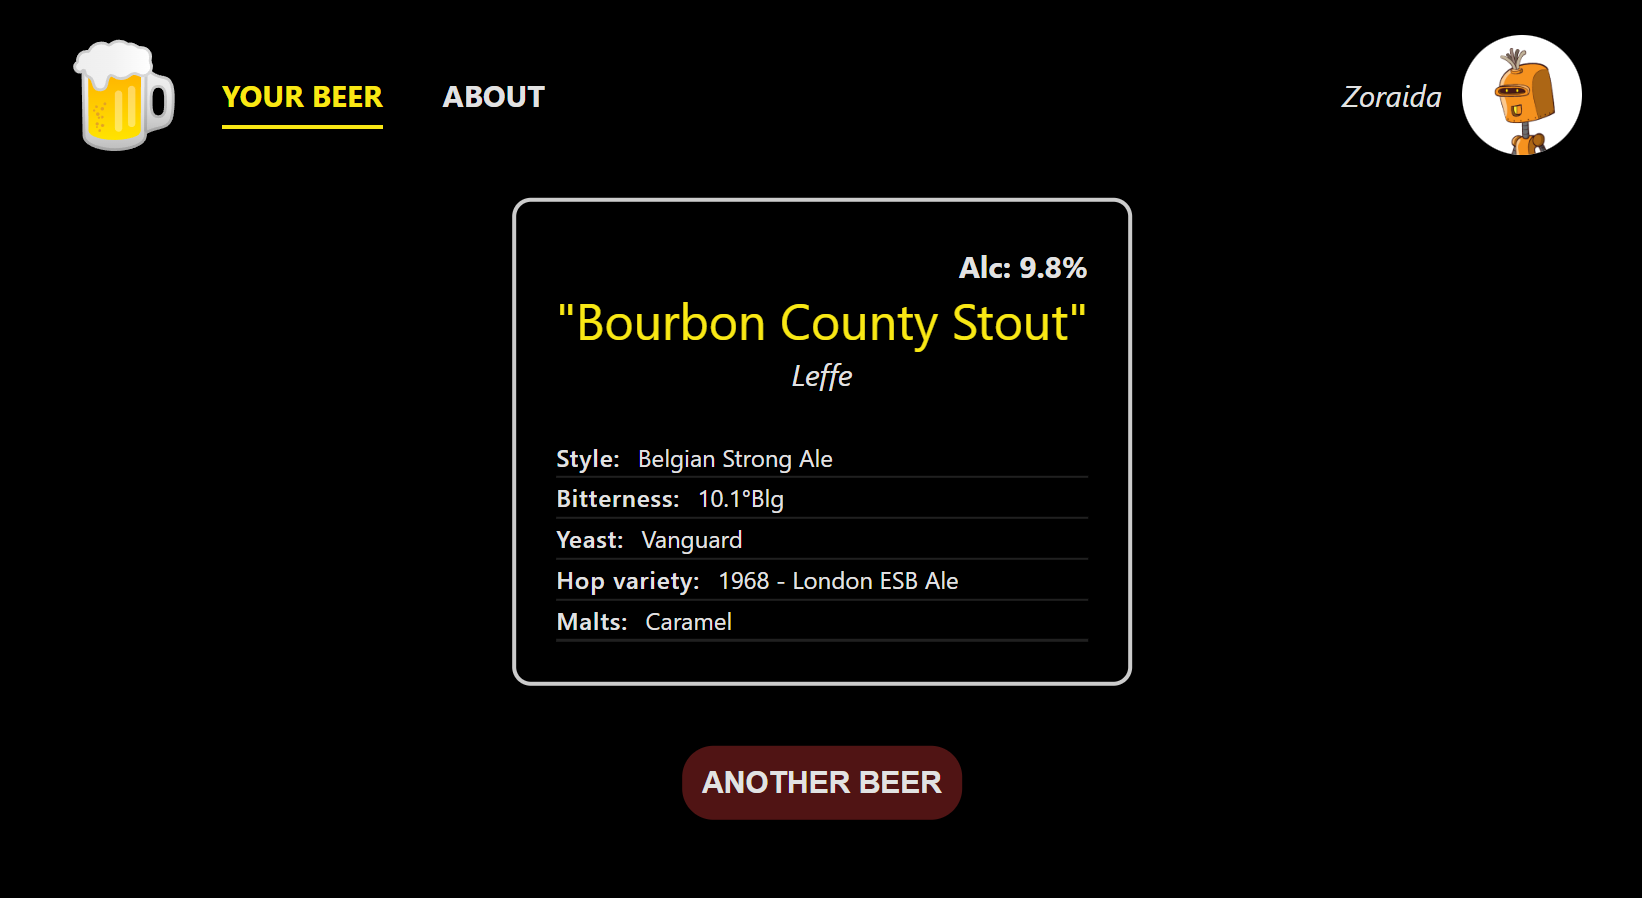 YOUR BEER ABOUT Zoraida
Alc: 9.8%
"Bourbon County Stout"
Leffe
Style: Belgian Strong Ale
Bitterness: 10.1°Blg
Yeast: Vanguard
Hop variety: 1968 - London ESB Ale
Malts: Caramel
ANOTHER BEER